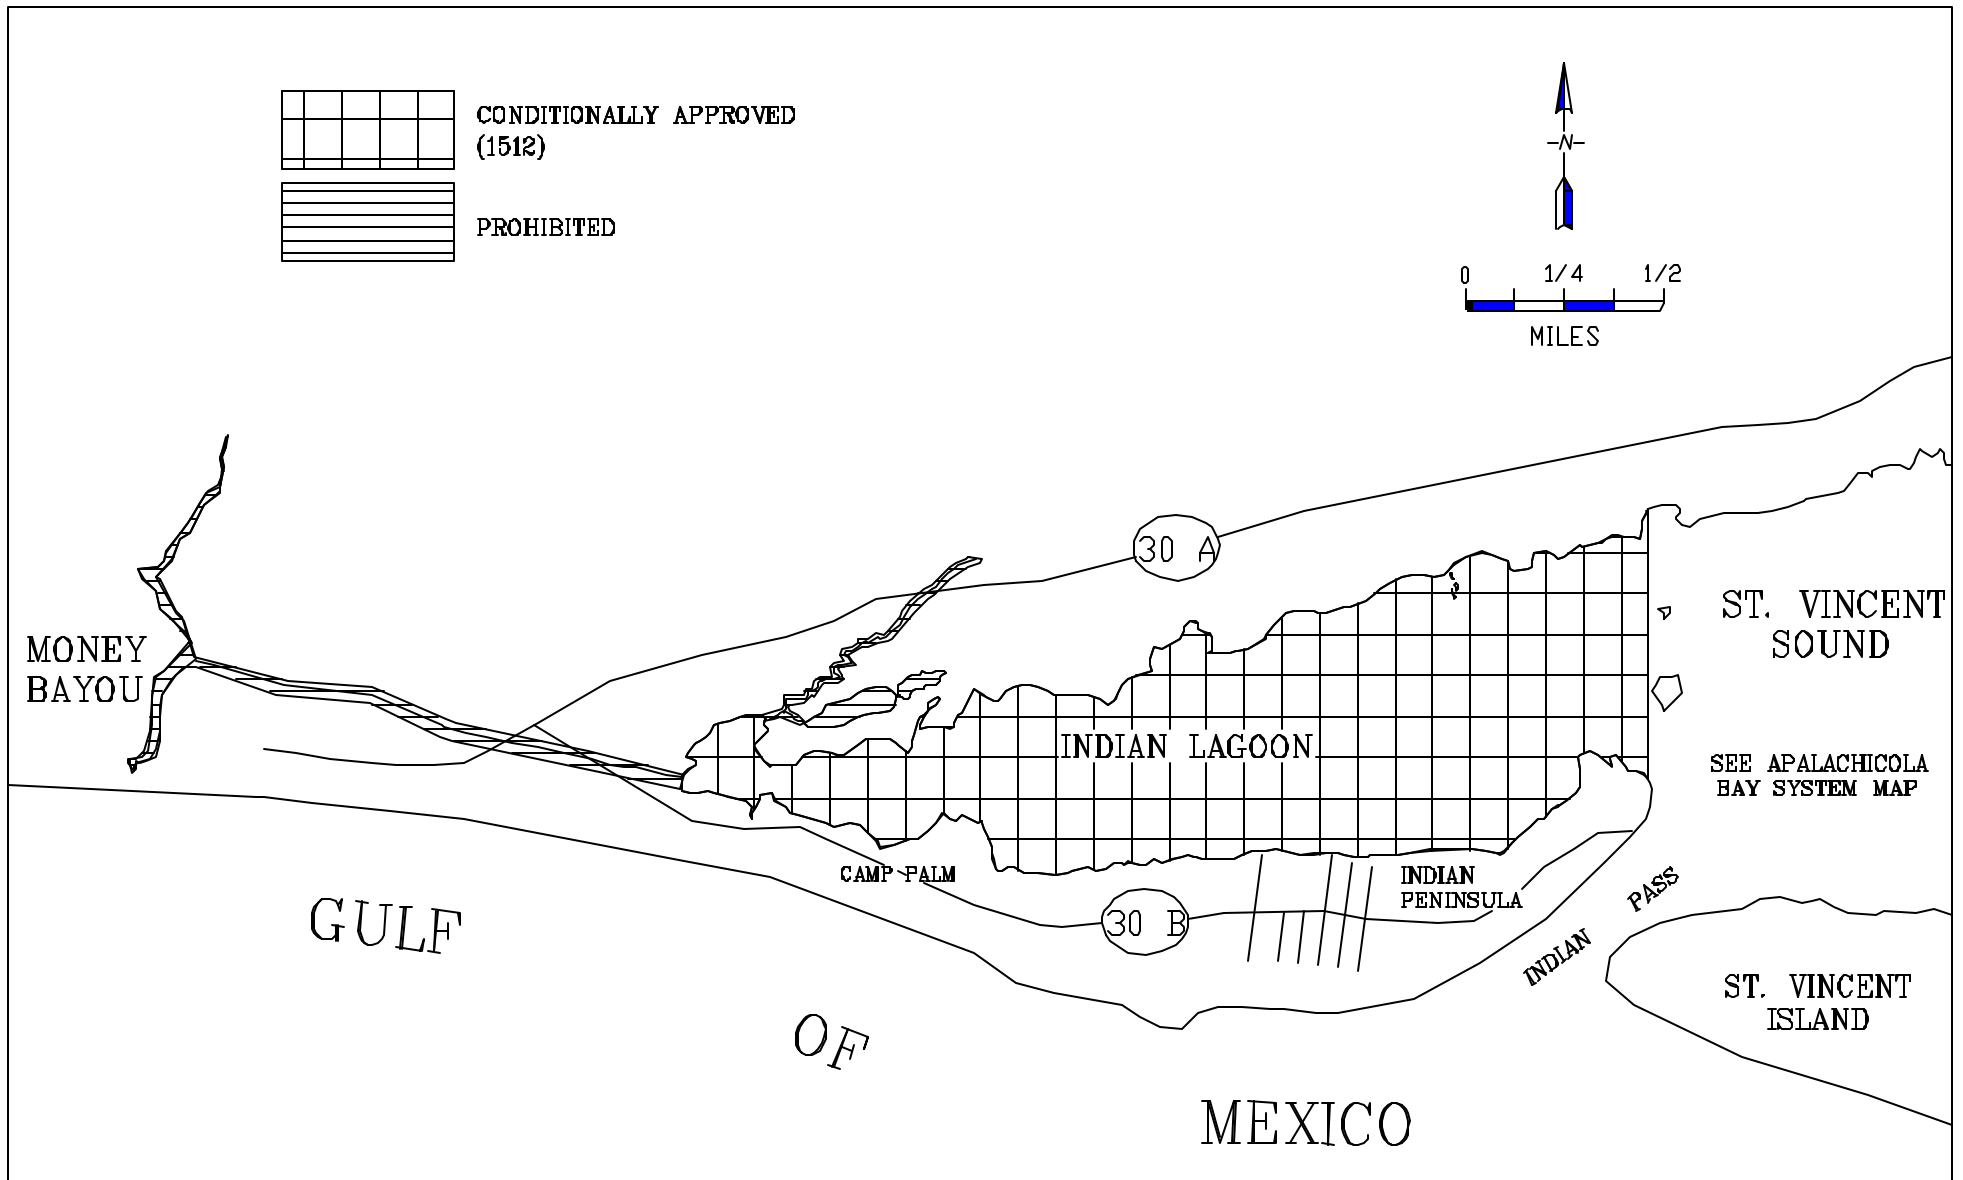 CONDITIONALLY APPROVED
(1512)
PROHIBITED
N
0 1/4 1/2
MILES
30 A
ST. VINCENT
SOUND
MONEY
BAYOU
INDIAN LAGOON
SEE APALACHICOLA
BAY SYSTEM MAP
CAMP PALM
INDIAN
PENINSULA
30 B
INDIAN PASS
GULF
OF
MEXICO
ST. VINCENT
ISLAND